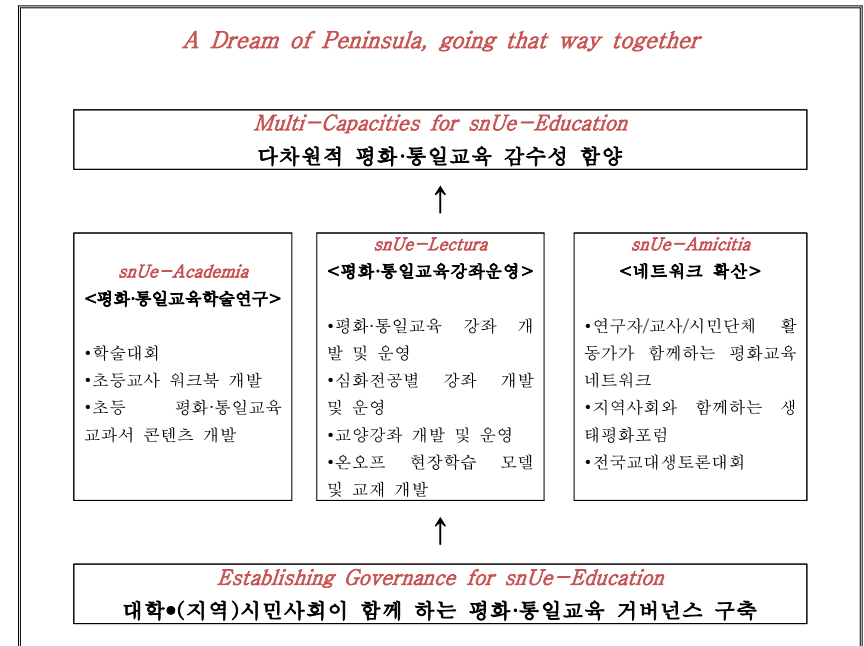 A Dream of Peninsula, going that way together
Multi-Capacities for snUe-Education
다차원적 평화·통일교육 감수성 함양
↑
snUe-Academia
<평화·통일교육학술연구>
•학술대회
•초등교사 워크북 개발
•초등 평화·통일교육
교과서 콘텐츠 개발
snUe-Lectura
<평화·통일교육강좌운영>
•평화·통일교육 강좌 개
발 및 운영
•심화전공별 강좌 개발
및 운영
•교양강좌 개발 및 운영
•온오프 현장학습 모델
및 교재 개발
snUe-Amicitia
<네트워크 확산>
•연구자/교사/시민단체 활
동가가 함께하는 평화교육
네트워크
•지역사회와 함께하는 생
태평화포럼
•전국교대생토론대회
↑
Establishing Governance for snUe-Education
대학•(지역)시민사회이 함께 하는 평화·통일교육 거버넌스 구축